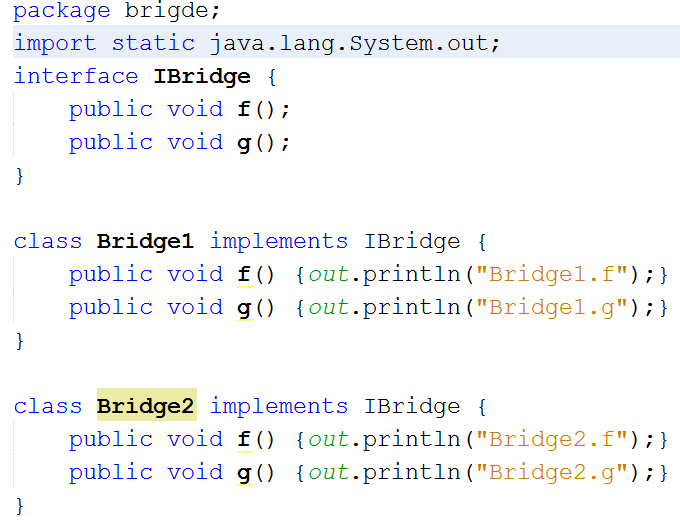 package brigde;
import static java.lang.System.out;
interface IBridge {
    public void f();
    public void g();
}

class Bridge1 implements IBridge {
    public void f() {out.println("Bridge1.f");}
    public void g() {out.println("Bridge1.g");}
}

class Bridge2 implements IBridge {
    public void f() {out.println("Bridge2.f");}
    public void g() {out.println("Bridge2.g");}
}